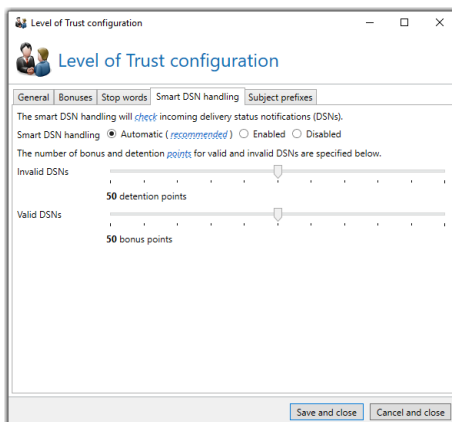 Level of Trust configuration
Level of Trust configuration
General Bonuses Stop words Smart DSN handling Subject prefixes
The smart DSN handling will check incoming delivery status notifications (DSNs).
Smart DSN handling Automatic ( recommended ) Enabled Disabled
The number of bonus and detention points for valid and invalid DSNs are specified below.
Invalid DSNs
50 detention points
Valid DSNs
50 bonus points
Save and close Cancel and close